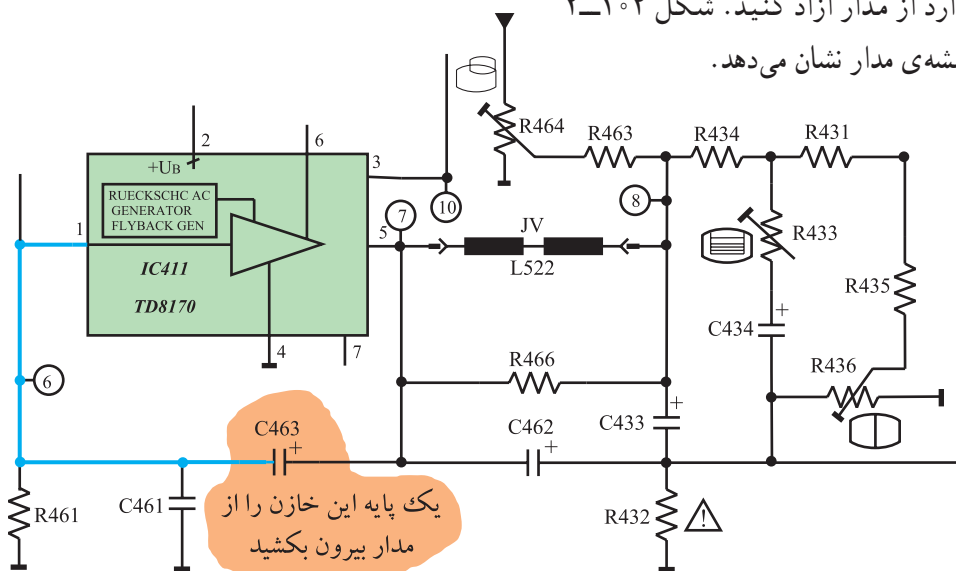 ارد از مدار آزاد کنید. شکل ۱۰۲ــ۲
شه‌ی مدار نشان می‌دهد.
R464
R463
R434
R431
2
6
3
+UB
RUECKSCHC AC
GENERATOR
FLYBACK GEN
10
7
8
1
5
JV
L522
R433
IC411
TD8170
R435
C434
+
4
7
6
R466
R436
C463
+
C462
+
C433
+
R461
C461
یک پایه این خازن را از
مدار بیرون بکشید
R432
!